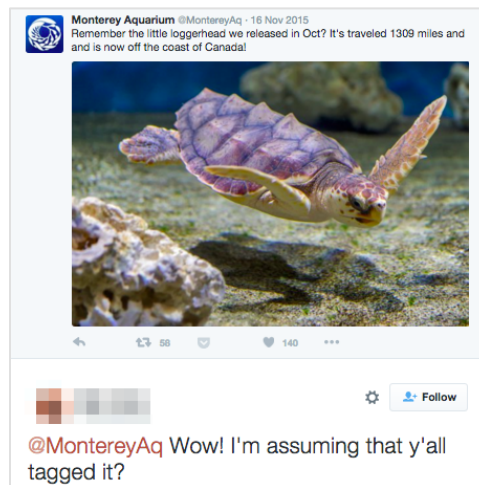 Monterey Aquarium @MontereyAq · 16 Nov 2015
Remember the little loggerhead we released in Oct? It's traveled 1309 miles and
and is now off the coast of Canada!
58 140
Follow
@MontereyAq Wow! I'm assuming that y'all
tagged it?